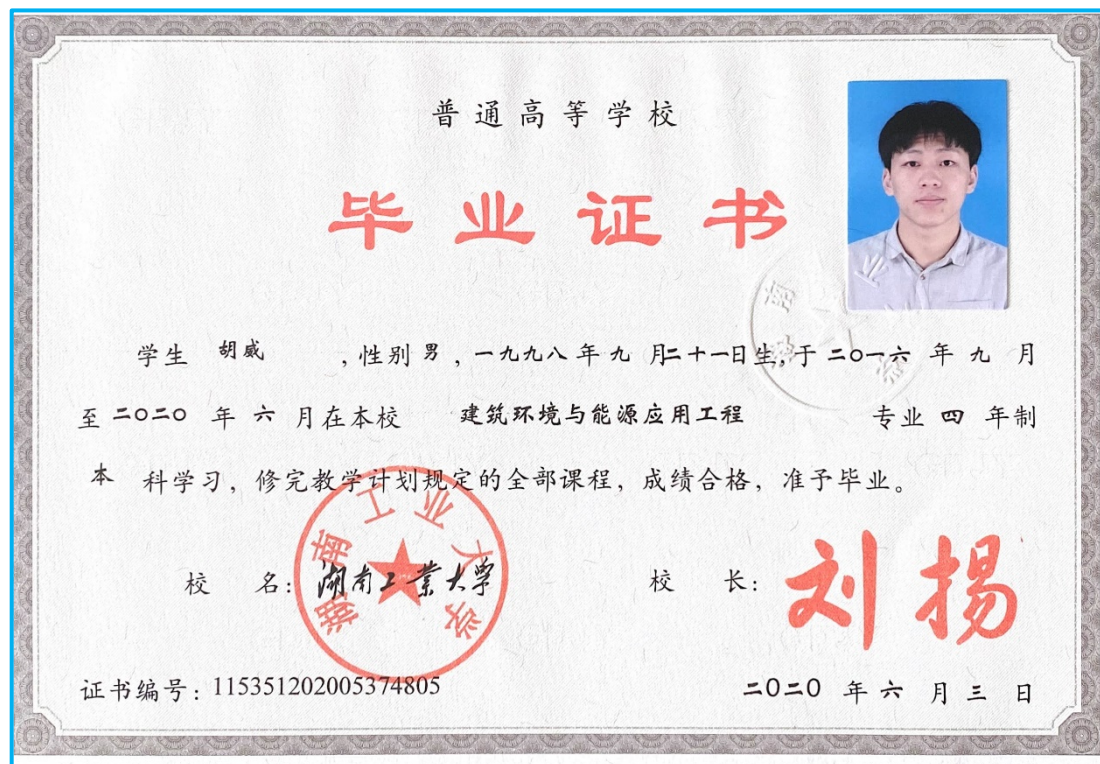 普通高等学校
毕业证书
学生 胡威 ，性别 男，一九九八年九月二十一日生，于二〇一六年九月
至二〇二〇年六月在本校 建筑环境与能源应用工程 专业 四 年制
本 科学习，修完教学计划规定的全部课程，成绩合格，准予毕业。
湖南工业大学
校 名：湖南工業大学 校 长：刘扬
证书编号：115351202005374805 二〇二〇年六月三日